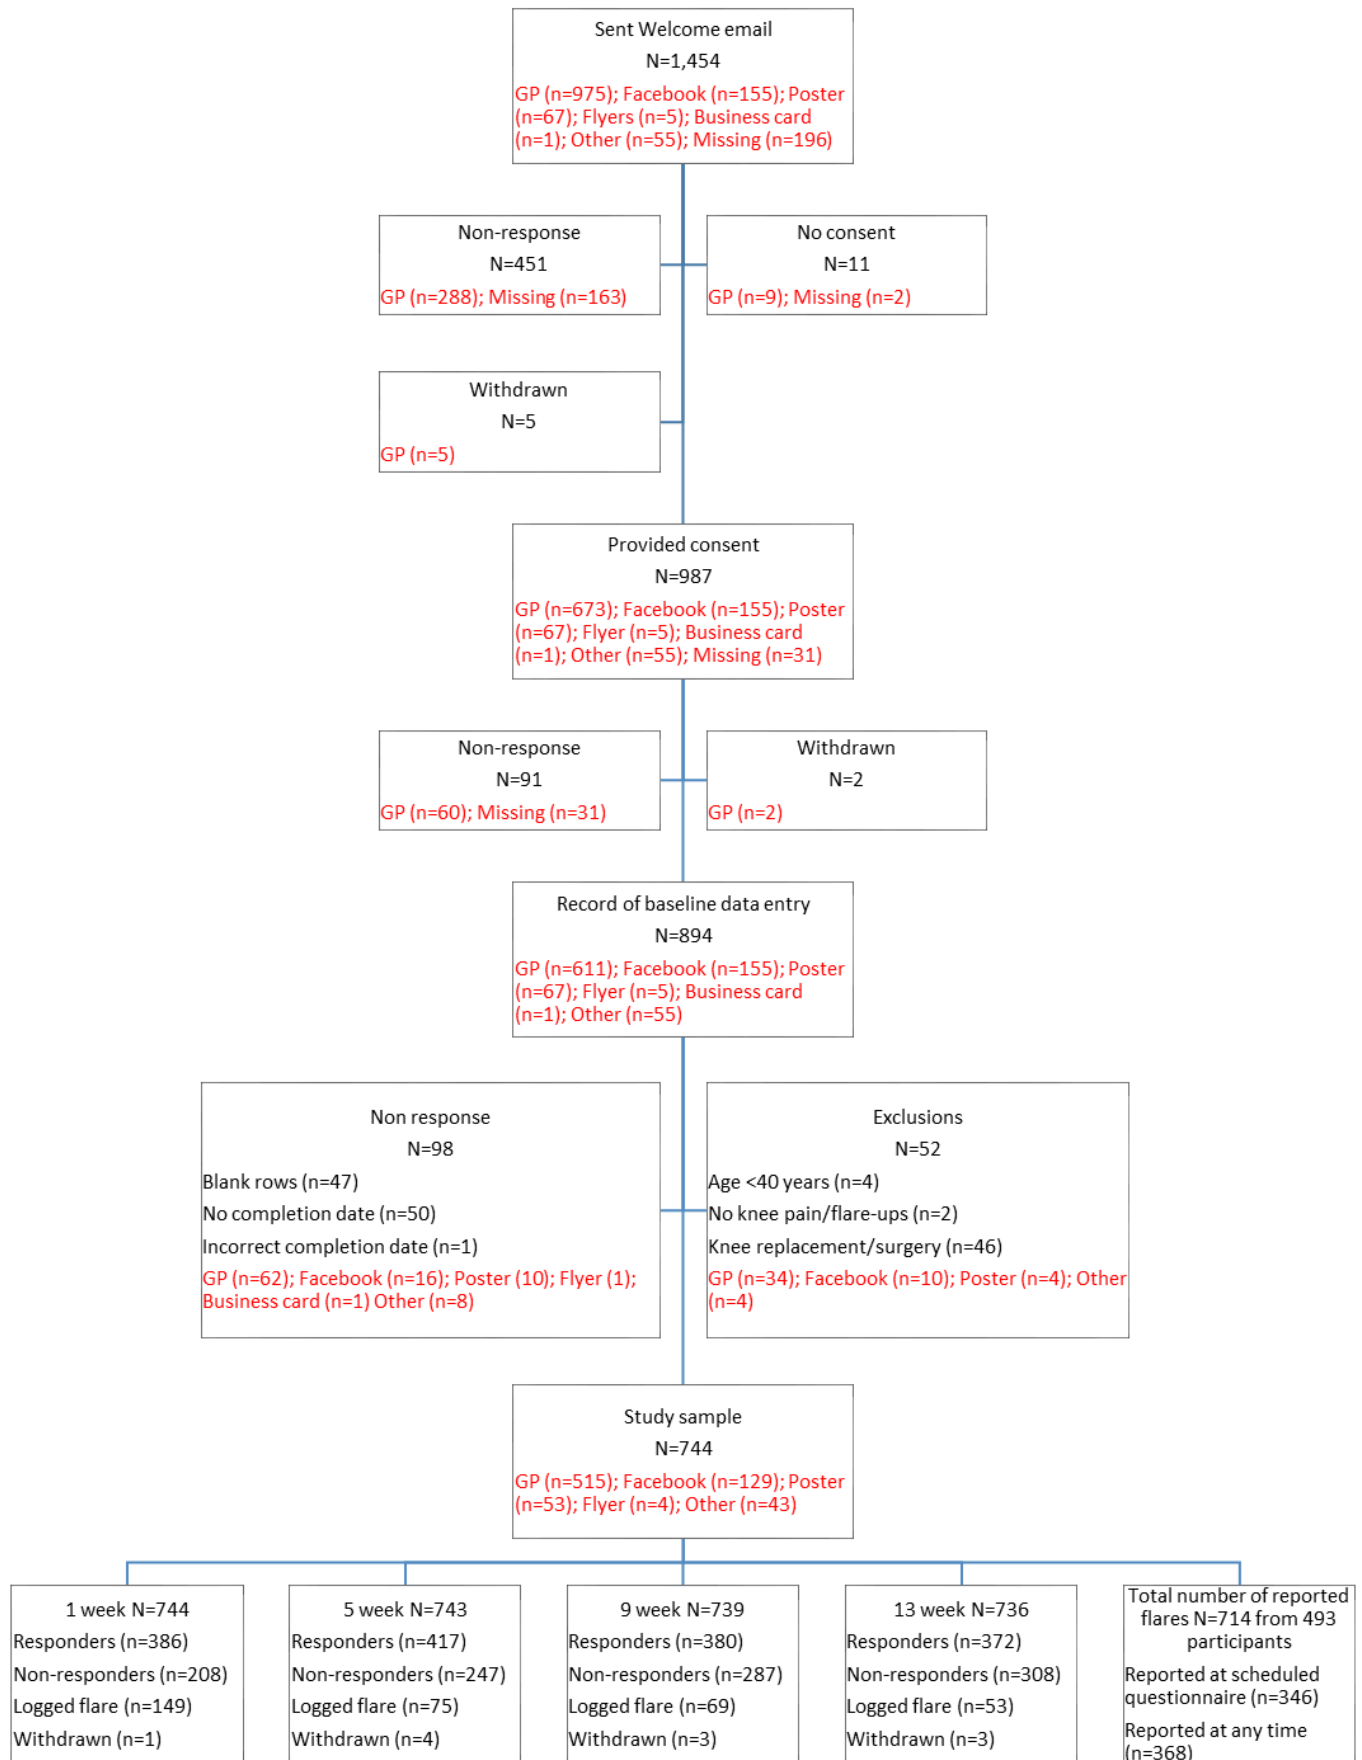 Sent Welcome email
N=1,454
GP (n=975); Facebook (n=155); Poster
(n=67); Flyers (n=5); Business card
(n=1); Other (n=55); Missing (n=196)
Non-response
N=451
GP (n=288); Missing (n=163)
No consent
N=11
GP (n=9); Missing (n=2)
Withdrawn
N=5
GP (n=5)
Provided consent
N=987
GP (n=673); Facebook (n=155); Poster
(n=67); Flyer (n=5); Business card
(n=1); Other (n=55); Missing (n=31)
Non-response
N=91
GP (n=60); Missing (n=31)
Withdrawn
N=2
GP (n=2)
Record of baseline data entry
N=894
GP (n=611); Facebook (n=155); Poster
(n=67); Flyer (n=5); Business card
(n=1); Other (n=55)
Non response
N=98
Blank rows (n=47)
No completion date (n=50)
Incorrect completion date (n=1)
GP (n=62); Facebook (n=16); Poster (10); Flyer (1);
Business card (n=1) Other (n=8)
Exclusions
N=52
Age <40 years (n=4)
No knee pain/flare-ups (n=2)
Knee replacement/surgery (n=46)
GP (n=34); Facebook (n=10); Poster (n=4); Other
(n=4)
Study sample
N=744
GP (n=515); Facebook (n=129); Poster
(n=53); Flyer (n=4); Other (n=43)
1 week N=744
Responders (n=386)
Non-responders (n=208)
Logged flare (n=149)
Withdrawn (n=1)
5 week N=743
Responders (n=417)
Non-responders (n=247)
Logged flare (n=75)
Withdrawn (n=4)
9 week N=739
Responders (n=380)
Non-responders (n=287)
Logged flare (n=69)
Withdrawn (n=3)
13 week N=736
Responders (n=372)
Non-responders (n=308)
Logged flare (n=53)
Withdrawn (n=3)
Total number of reported
flares N=714 from 493
participants
Reported at scheduled
questionnaire (n=346)
Reported at any time
(n=368)